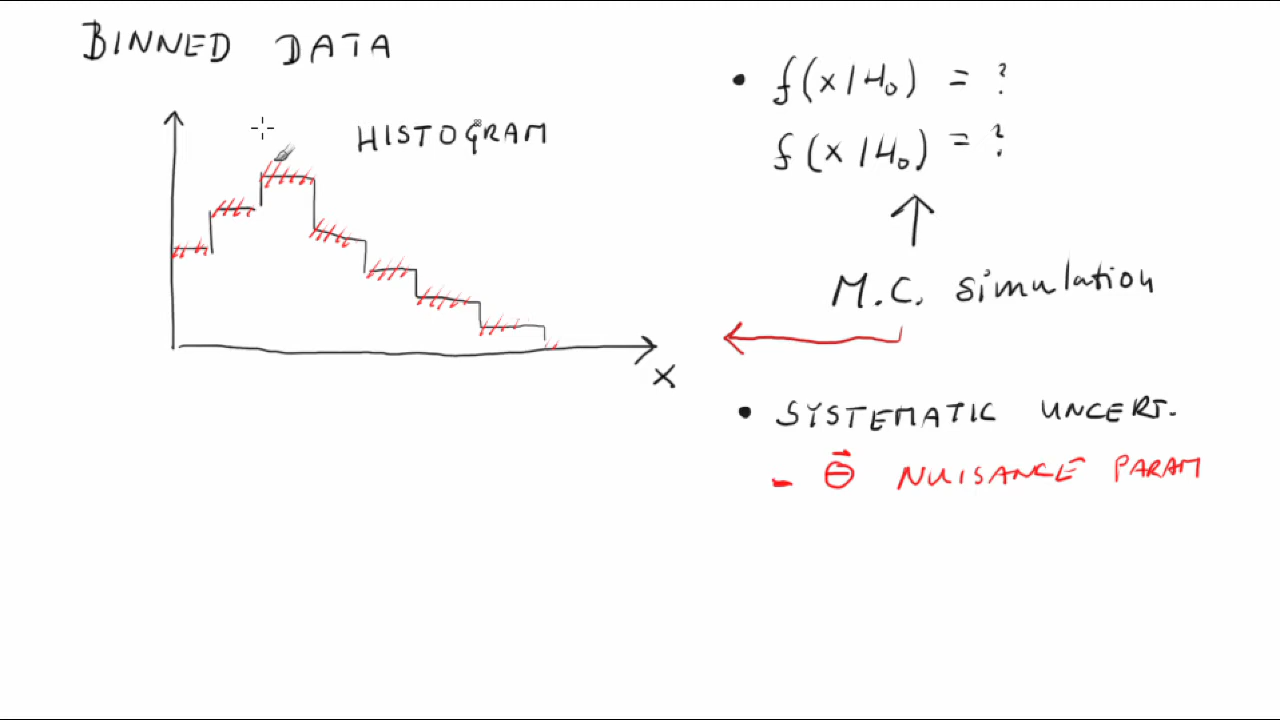 BINNED DATA
HISTOGRAM
X
• f(x|H₀) = ?
f(x|H₀) = ?
M.C. simulation
• SYSTEMATIC UNCERT.
- θ⃗ NUISANCE PARAM